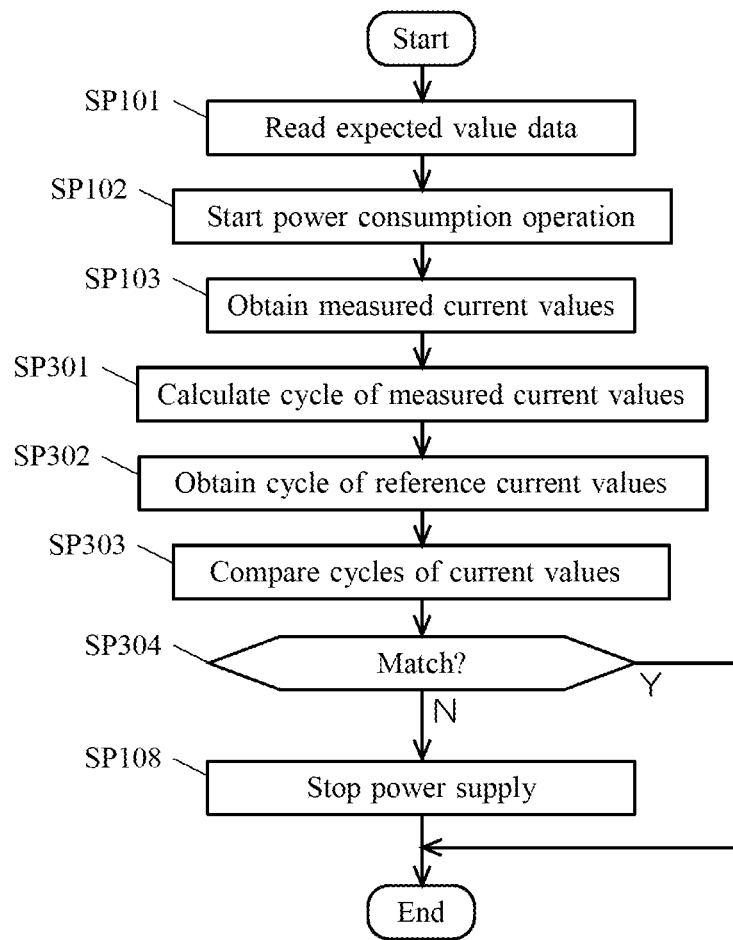 Start
SP101
Read expected value data
SP102
Start power consumption operation
SP103
Obtain measured current values
SP301
Calculate cycle of measured current values
SP302
Obtain cycle of reference current values
SP303
Compare cycles of current values
SP304
Match?
Y
N
SP108
Stop power supply
End